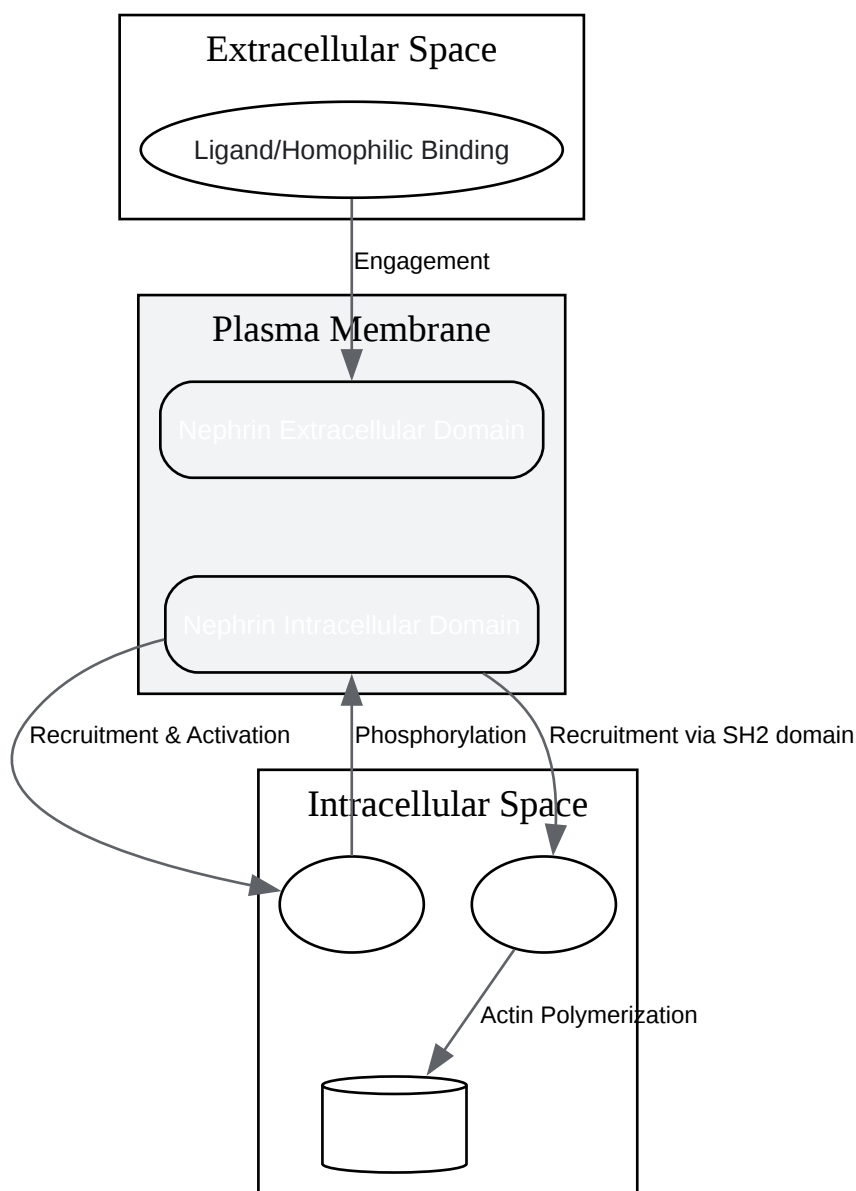 Extracellular Space
Ligand/Homophilic Binding
Engagement
Plasma Membrane
Nephrin Extracellular Domain
Nephrin Intracellular Domain
Recruitment & Activation
Phosphorylation
Recruitment via SH2 domain
Intracellular Space
Actin Polymerization